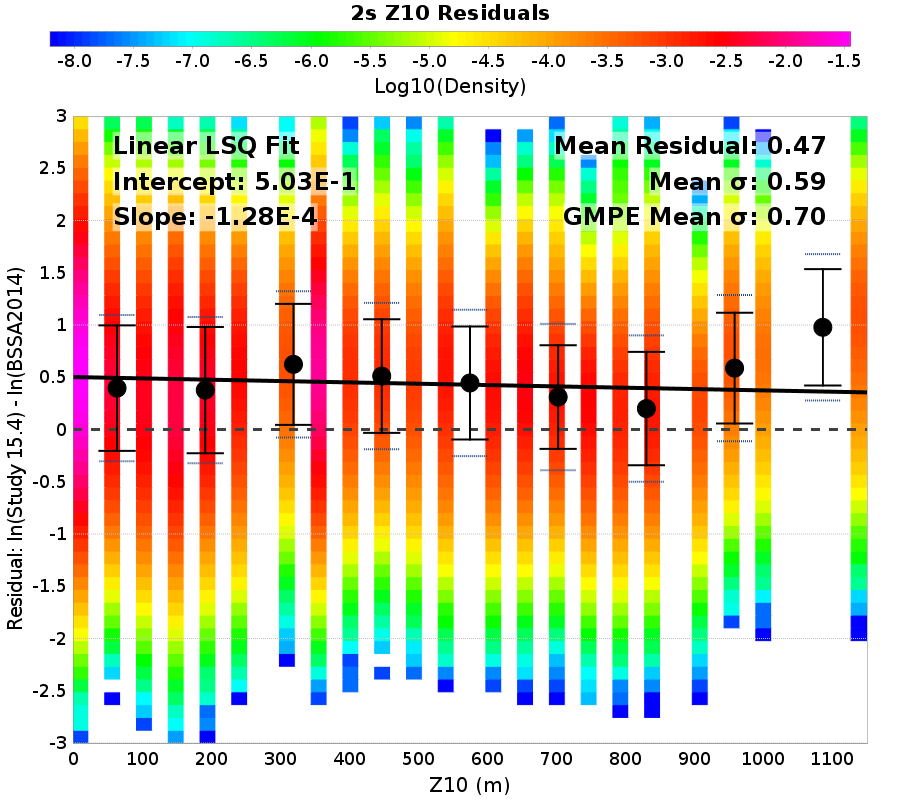 2s Z10 Residuals
-8.0 -7.5 -7.0 -6.5 -6.0 -5.5 -5.0 -4.5 -4.0 -3.5 -3.0 -2.5 -2.0 -1.5
Log10(Density)
Linear LSQ Fit
Intercept: 5.03E-1
Slope: -1.28E-4
Mean Residual: 0.47
Mean σ: 0.59
GMPE Mean σ: 0.70
Residual: ln(Study 15.4) - ln(BSSA2014)
3
2.5
2
1.5
1
0.5
0
-0.5
-1
-1.5
-2
-2.5
-3
0 100 200 300 400 500 600 700 800 900 1000 1100
Z10 (m)